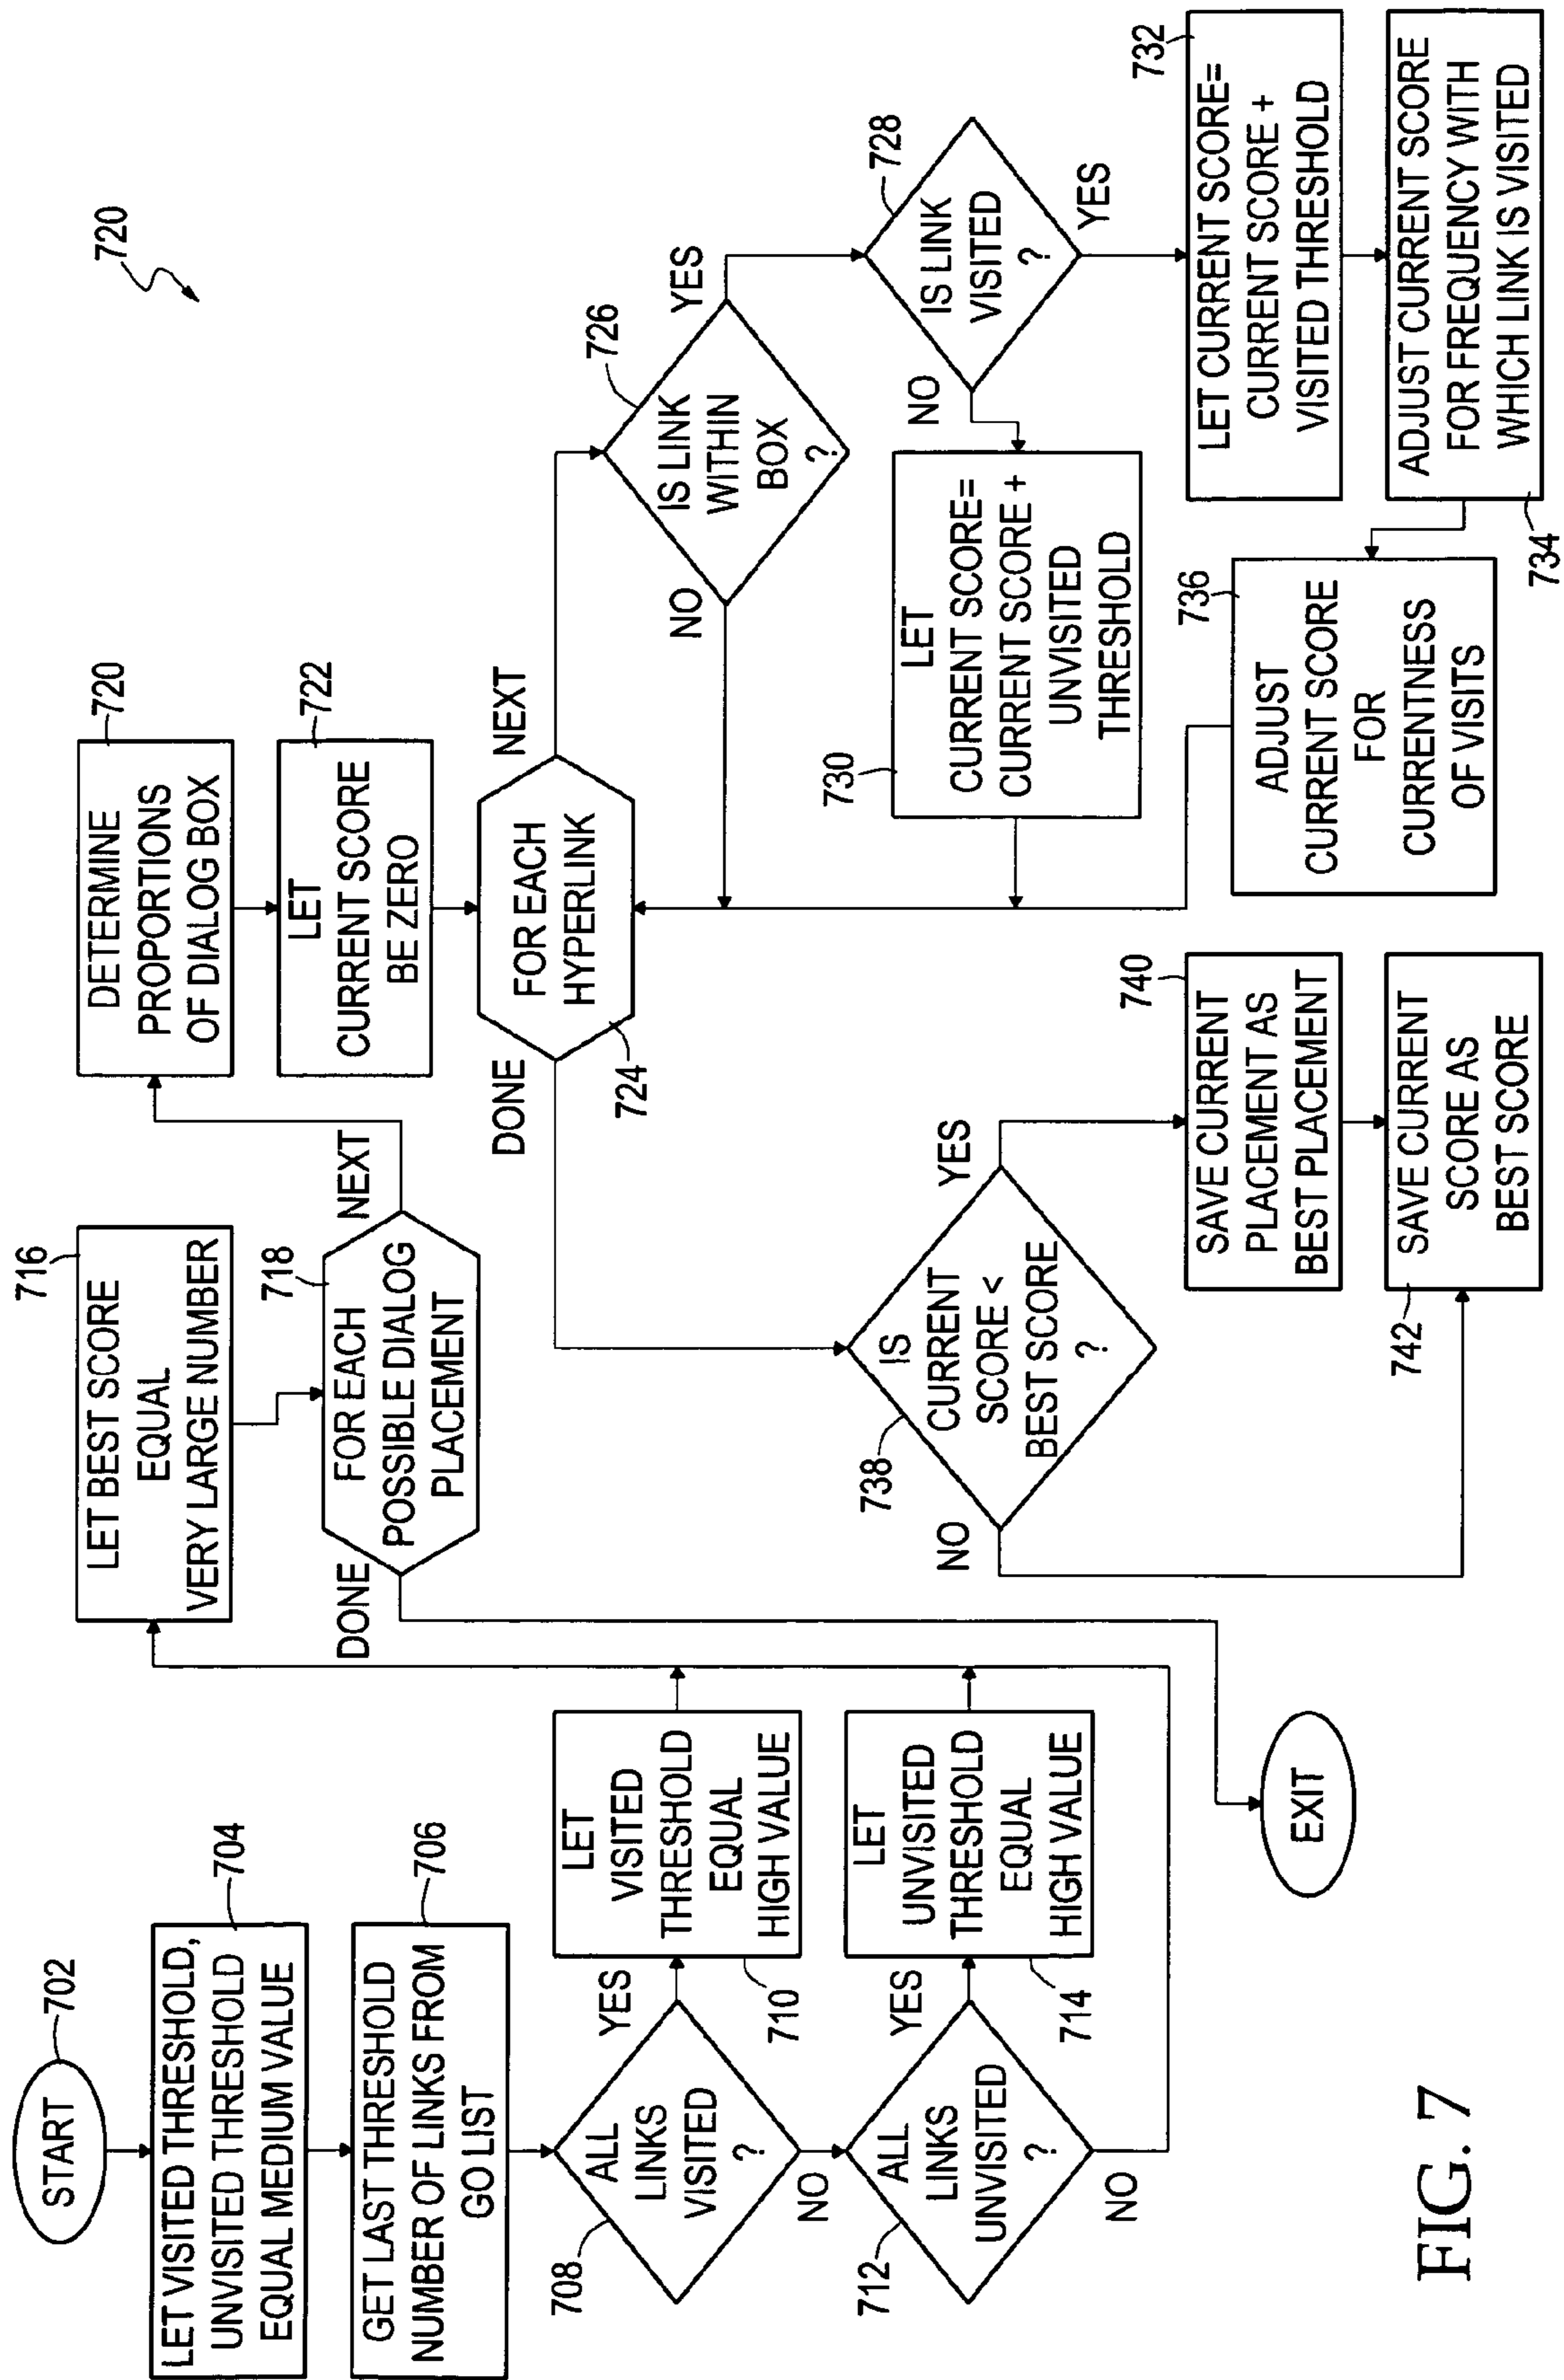 720
START
702
LET VISITED THRESHOLD,
UNVISITED THRESHOLD
EQUAL MEDIUM VALUE
704
GET LAST THRESHOLD
NUMBER OF LINKS FROM
GO LIST
706
ALL
LINKS
VISITED
?
708
YES
NO
LET
VISITED
THRESHOLD
EQUAL
HIGH VALUE
710
ALL
LINKS
UNVISITED
?
712
YES
NO
LET
UNVISITED
THRESHOLD
EQUAL
HIGH VALUE
714
716
LET BEST SCORE
EQUAL
VERY LARGE NUMBER
718
FOR EACH
POSSIBLE DIALOG
PLACEMENT
DONE
NEXT
EXIT
DETERMINE
PROPORTIONS
OF DIALOG BOX
720
LET
CURRENT SCORE
BE ZERO
722
FOR EACH
HYPERLINK
724
DONE
NEXT
IS LINK
WITHIN
BOX
?
726
NO
YES
IS LINK
VISITED
?
728
NO
YES
LET
CURRENT SCORE=
CURRENT SCORE +
UNVISITED
THRESHOLD
730
732
LET CURRENT SCORE=
CURRENT SCORE +
VISITED THRESHOLD
ADJUST CURRENT SCORE
FOR FREQUENCY WITH
WHICH LINK IS VISITED
734
736
ADJUST
CURRENT SCORE
FOR
CURRENTNESS
OF VISITS
IS
CURRENT
SCORE <
BEST SCORE
?
738
NO
YES
740
SAVE CURRENT
PLACEMENT AS
BEST PLACEMENT
SAVE CURRENT
SCORE AS
BEST SCORE
742
FIG. 7